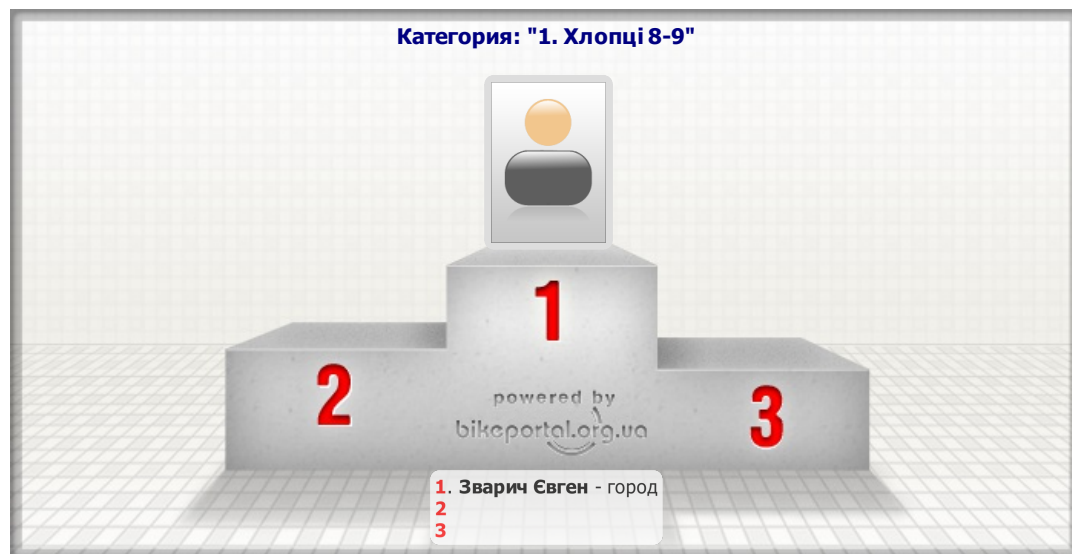 Категория: "1. Хлопці 8-9"
1
2
3
powered by
bikeportal.org.ua
1. Зварич Євген - город
2
3